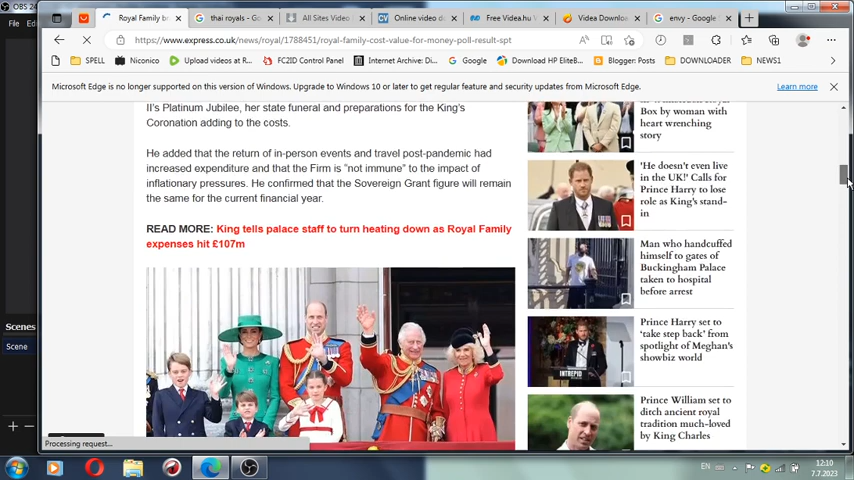 OBS 24
Royal Family br
thai royals - Go
All Sites Video
Online video d
Free Videa.hu V
Videa Downlo
envy - Google S
https://www.express.co.uk/news/royal/1788451/royal-family-cost-value-for-money-poll-result-spt
SPELL
Niconico
Upload videos at R...
FC2ID Control Panel
Internet Archive: Di...
Google
Download HP EliteB...
Blogger: Posts
DOWNLOADER
NEWS1
Microsoft Edge is no longer supported on this version of Windows. Upgrade to Windows 10 or later to get regular feature and security updates from Microsoft.
Learn more
File
Edi
II's Platinum Jubilee, her state funeral and preparations for the King's
Coronation adding to the costs.
He added that the return of in-person events and travel post-pandemic had
increased expenditure and that the Firm is "not immune" to the impact of
inflationary pressures. He confirmed that the Sovereign Grant figure will remain
the same for the current financial year.
READ MORE: King tells palace staff to turn heating down as Royal Family
expenses hit £107m
Box by woman with
heart wrenching
story
'He doesn't even live
in the UK!' Calls for
Prince Harry to lose
role as King's stand-
in
Man who handcuffed
himself to gates of
Buckingham Palace
taken to hospital
before arrest
Prince Harry set to
'take step back' from
spotlight of Meghan's
showbiz world
INTREPID
Prince William set to
ditch ancient royal
tradition much-loved
by King Charles
Scenes
Scene
Processing request...
EN
12:10
7.7.2023